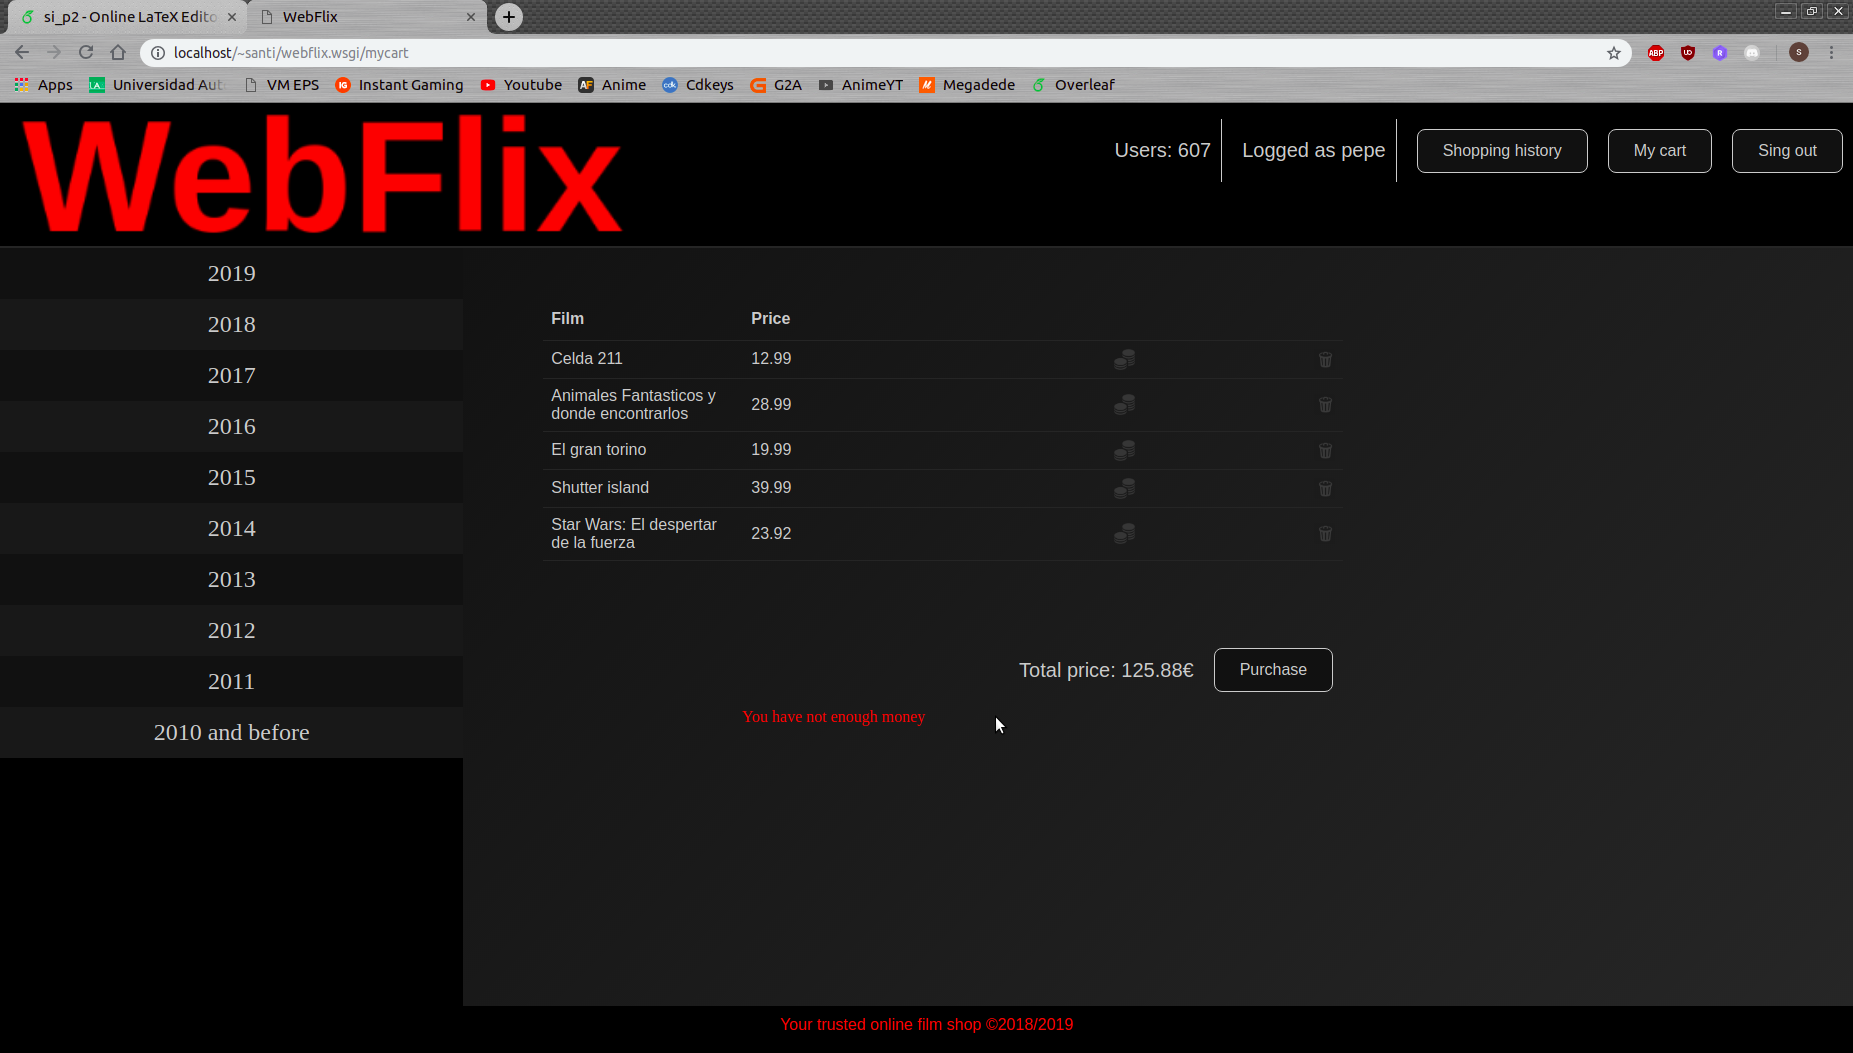 si_p2 - Online LaTeX Edito
WebFlix
localhost/~santi/webflix.wsgi/mycart
ABP
UD
R
S
Apps
Universidad Aut
VM EPS
IG
Instant Gaming
Youtube
AF
Anime
cdk
Cdkeys
G2A
AnimeYT
Megadede
Overleaf
WebFlix
Users: 607
Logged as pepe
Shopping history
My cart
Sing out
2019
2018
2017
2016
2015
2014
2013
2012
2011
2010 and before
Film Price
Celda 211 12.99
Animales Fantasticos y
donde encontrarlos 28.99
El gran torino 19.99
Shutter island 39.99
Star Wars: El despertar
de la fuerza 23.92
Total price: 125.88€
Purchase
You have not enough money
Your trusted online film shop ©2018/2019